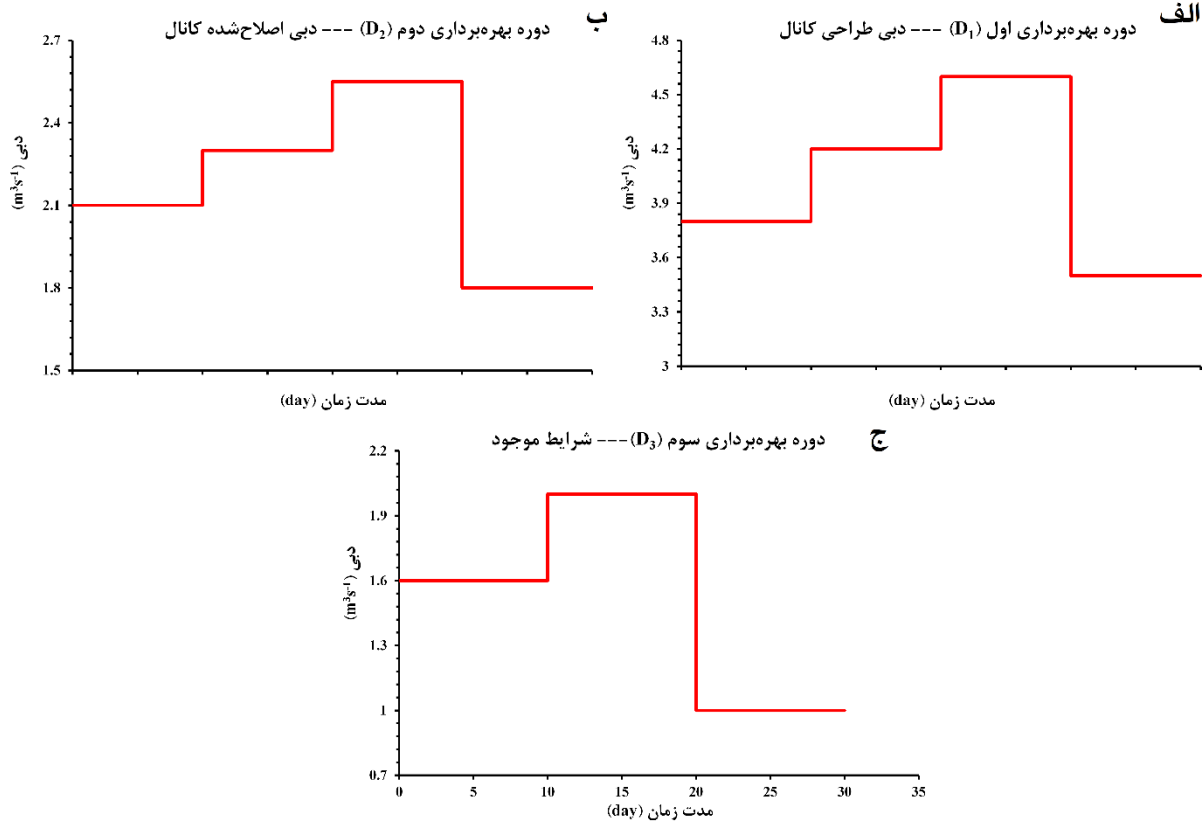 الف
دوره بهره‌برداری اول (D₁) --- دبی طراحی کانال
4.8
4.5
4.2
3.9
3.6
3.3
3
دبی (m³s⁻¹)
مدت زمان (day)
ب
دوره بهره‌برداری دوم (D₂) --- دبی اصلاح‌شده کانال
2.7
2.4
2.1
1.8
1.5
دبی (m³s⁻¹)
مدت زمان (day)
ج
دوره بهره‌برداری سوم (D₃) --- شرایط موجود
2.2
1.9
1.6
1.3
1
0.7
دبی (m³s⁻¹)
0 5 10 15 20 25 30 35
مدت زمان (day)